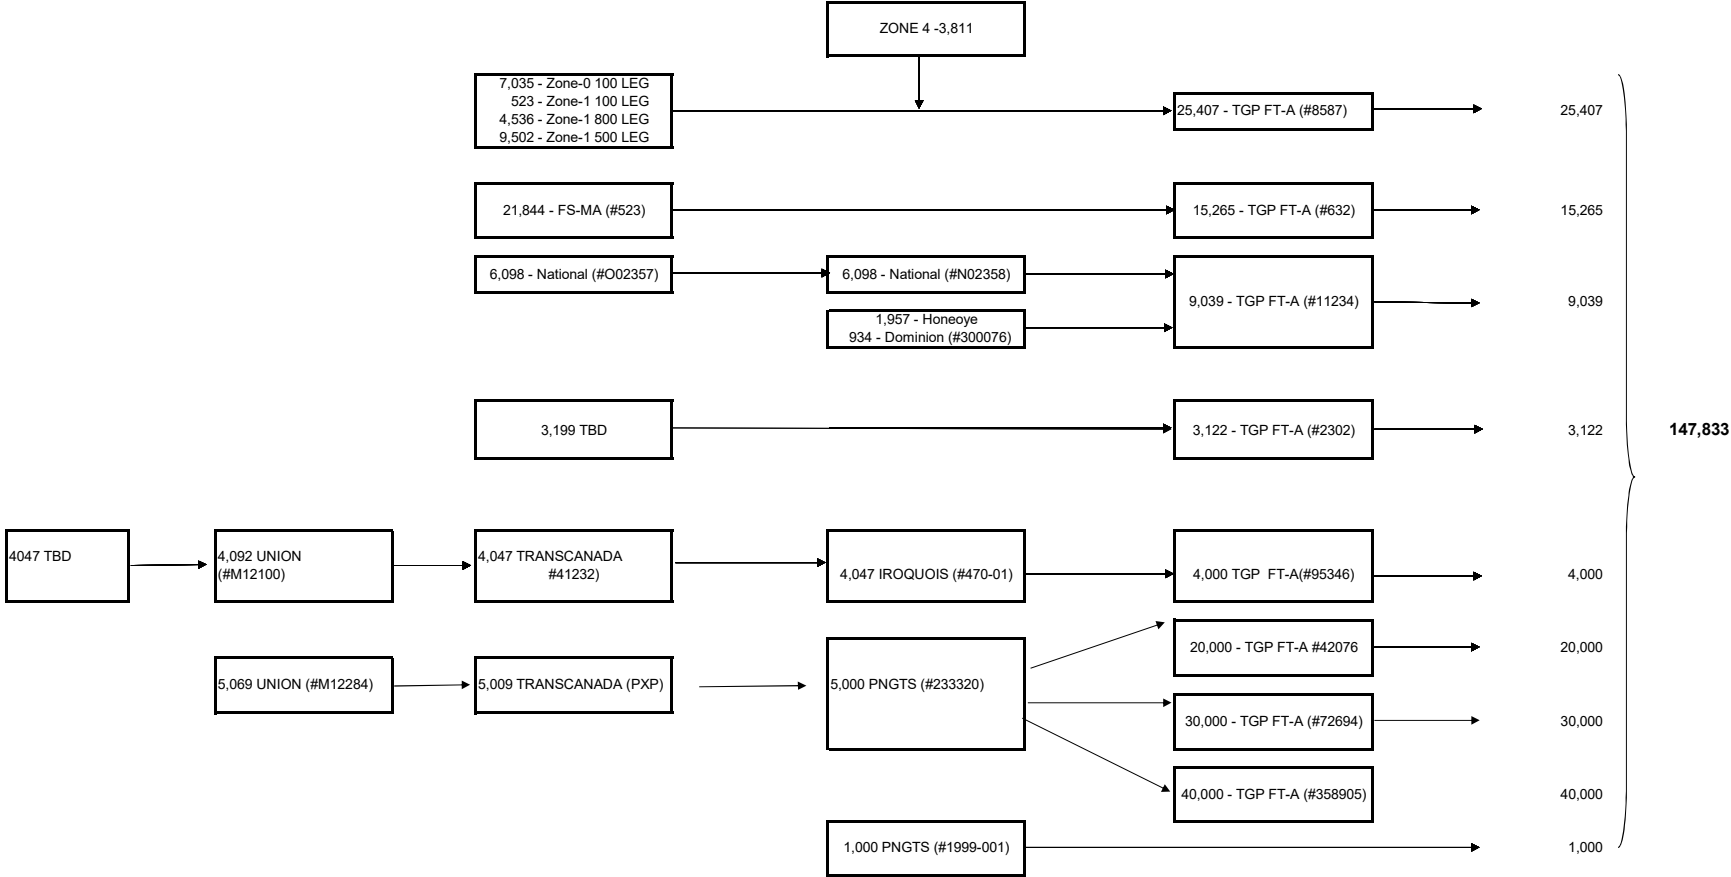 ZONE 4 -3,811
7,035 - Zone-0 100 LEG
523 - Zone-1 100 LEG
4,536 - Zone-1 800 LEG
9,502 - Zone-1 500 LEG
25,407 - TGP FT-A (#8587)
25,407
21,844 - FS-MA (#523)
15,265 - TGP FT-A (#632)
15,265
6,098 - National (#O02357)
6,098 - National (#N02358)
1,957 - Honeoye
934 - Dominion (#300076)
9,039 - TGP FT-A (#11234)
9,039
3,199 TBD
3,122 - TGP FT-A (#2302)
3,122
147,833
4047 TBD
4,092 UNION
(#M12100)
4,047 TRANSCANADA
#41232)
4,047 IROQUOIS (#470-01)
4,000 TGP  FT-A(#95346)
4,000
5,069 UNION (#M12284)
5,009 TRANSCANADA (PXP)
5,000 PNGTS (#233320)
20,000 - TGP FT-A #42076
20,000
30,000 - TGP FT-A (#72694)
30,000
40,000 - TGP FT-A (#358905)
40,000
1,000 PNGTS (#1999-001)
1,000